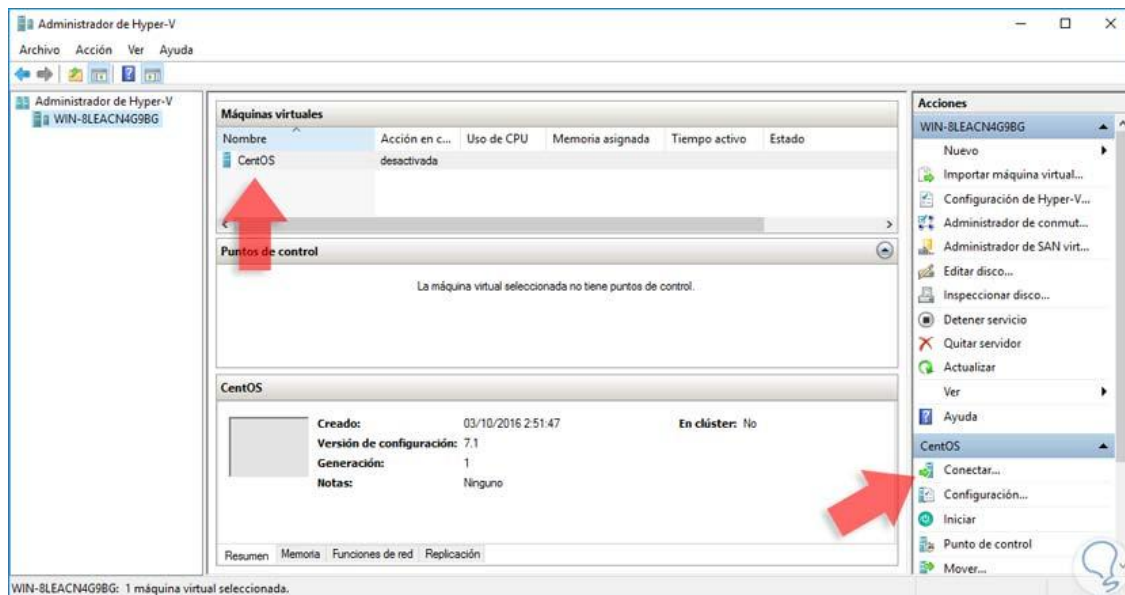 Administrador de Hyper-V
Archivo Acción Ver Ayuda
Administrador de Hyper-V
WIN-8LEACN4G9BG
Máquinas virtuales
Nombre Acción en c... Uso de CPU Memoria asignada Tiempo activo Estado
CentOS desactivada
Puntos de control
La máquina virtual seleccionada no tiene puntos de control.
CentOS
Creado: 03/10/2016 2:51:47 En clúster: No
Versión de configuración: 7.1
Generación: 1
Notas: Ninguno
Resumen Memoria Funciones de red Replicación
Acciones
WIN-8LEACN4G9BG
Nuevo
Importar máquina virtual...
Configuración de Hyper-V...
Administrador de conmut...
Administrador de SAN virt...
Editar disco...
Inspeccionar disco...
Detener servicio
Quitar servidor
Actualizar
Ver
Ayuda
CentOS
Conectar...
Configuración...
Iniciar
Punto de control
Mover...
WIN-8LEACN4G9BG: 1 máquina virtual seleccionada.